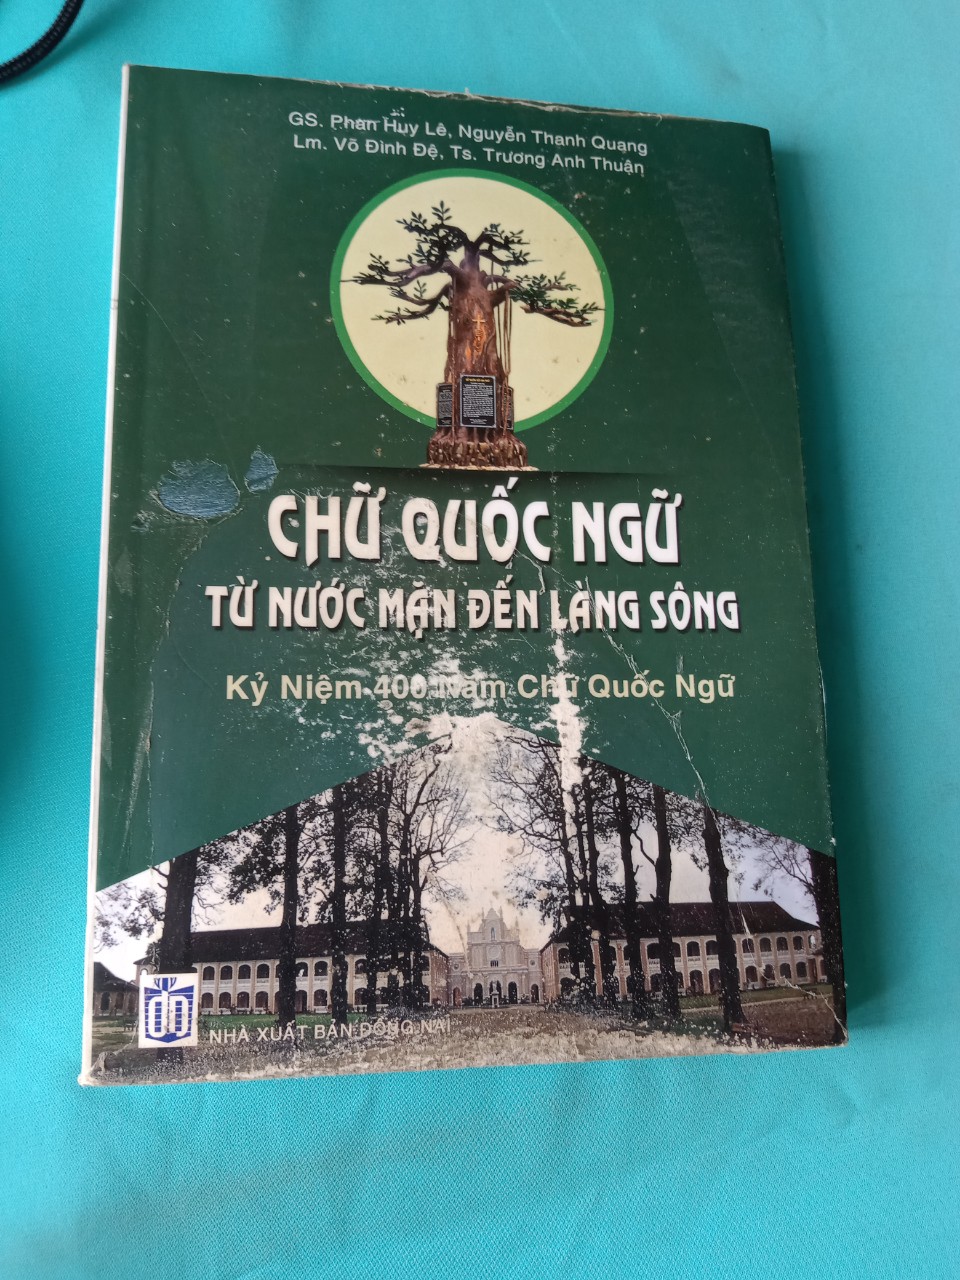 GS. Phan Huy Lê, Nguyễn Thanh Quang
Lm. Võ Đình Đệ, Ts. Trương Anh Thuận
CHỮ QUỐC NGỮ
TỪ NƯỚC MẶN ĐẾN LÀNG SÔNG
Kỷ Niệm 400 Năm Chữ Quốc Ngữ
NHÀ XUẤT BẢN ĐỒNG NAI